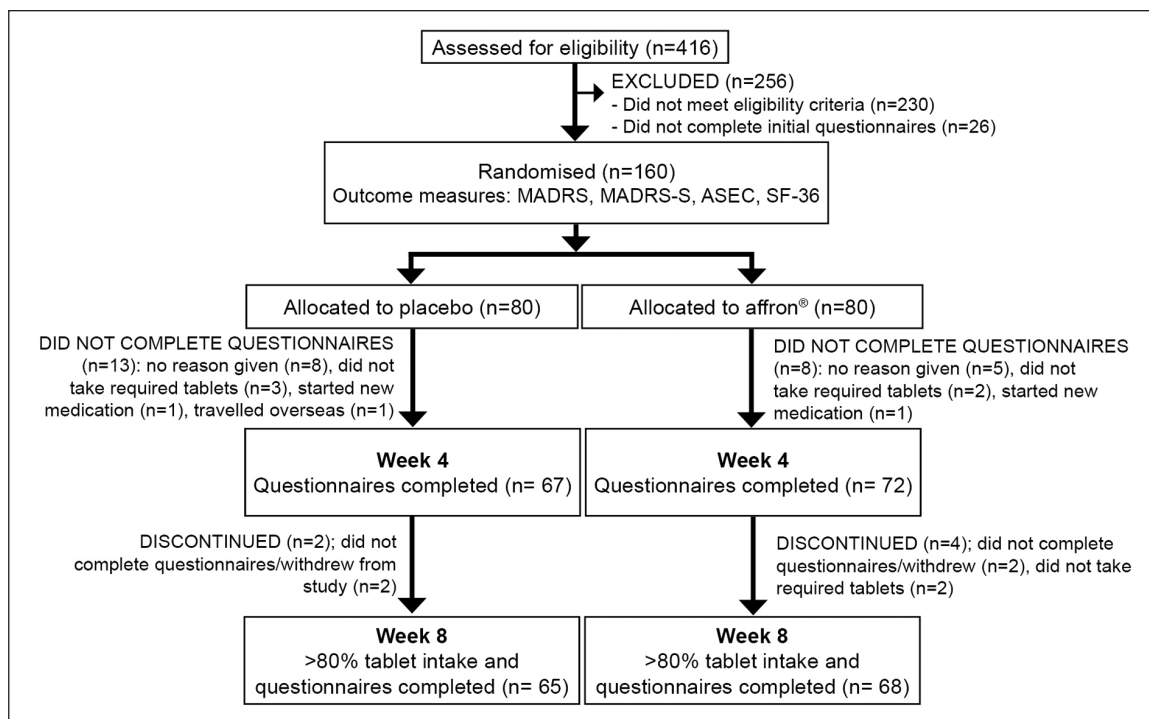 Assessed for eligibility (n=416)
EXCLUDED (n=256)
- Did not meet eligibility criteria (n=230)
- Did not complete initial questionnaires (n=26)
Randomised (n=160)
Outcome measures: MADRS, MADRS-S, ASEC, SF-36
Allocated to placebo (n=80)
Allocated to affron® (n=80)
DID NOT COMPLETE QUESTIONNAIRES
(n=13): no reason given (n=8), did not
take required tablets (n=3), started new
medication (n=1), travelled overseas (n=1)
DID NOT COMPLETE QUESTIONNAIRES
(n=8): no reason given (n=5), did not
take required tablets (n=2), started new
medication (n=1)
Week 4
Questionnaires completed (n= 67)
Week 4
Questionnaires completed (n= 72)
DISCONTINUED (n=2); did not
complete questionnaires/withdrew from
study (n=2)
DISCONTINUED (n=4); did not complete
questionnaires/withdrew (n=2), did not take
required tablets (n=2)
Week 8
>80% tablet intake and
questionnaires completed (n= 65)
Week 8
>80% tablet intake and
questionnaires completed (n= 68)